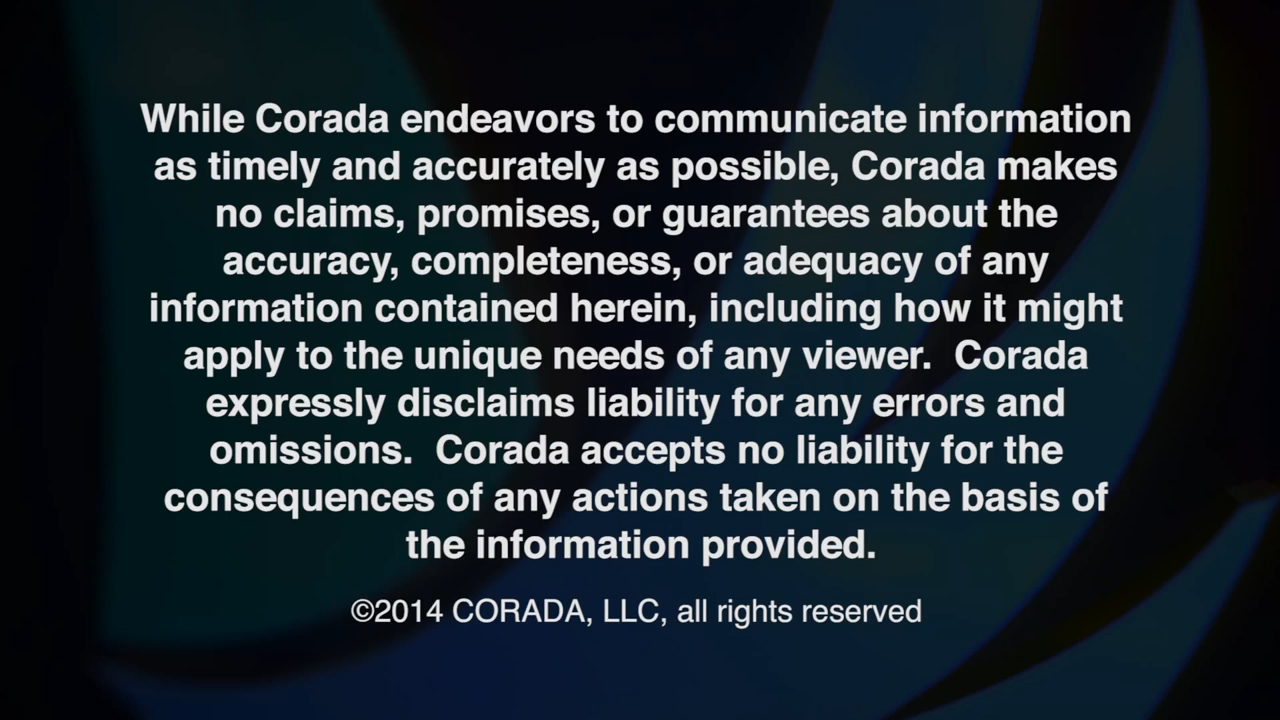 While Corada endeavors to communicate information
as timely and accurately as possible, Corada makes
no claims, promises, or guarantees about the
accuracy, completeness, or adequacy of any
information contained herein, including how it might
apply to the unique needs of any viewer.  Corada
expressly disclaims liability for any errors and
omissions.  Corada accepts no liability for the
consequences of any actions taken on the basis of
the information provided.
©2014 CORADA, LLC, all rights reserved